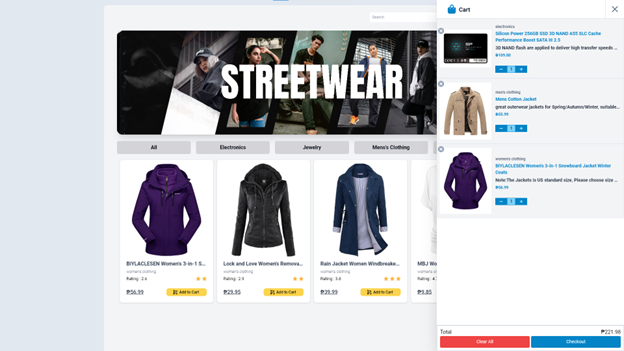 Search
STREETWEAR
All
Electronics
Jewelry
Mens's Clothing
BIYLACLESEN Women's 3-in-1 S...
women's clothing
Rating : 2.6
₱56.99
Add to Cart
Lock and Love Women's Remova...
women's clothing
Rating : 2.9
₱29.95
Add to Cart
Rain Jacket Women Windbreake...
women's clothing
Rating : 3.8
₱39.99
Add to Cart
MBJ W
women's
Rating : 4.
₱9.85
Cart
electronics
Silicon Power 256GB SSD 3D NAND A55 SLC Cache
Performance Boost SATA III 2.5
3D NAND flash are applied to deliver high transfer speeds ...
₱109.00
- 1 +
men's clothing
Mens Cotton Jacket
great outerwear jackets for Spring/Autumn/Winter, suitable...
₱55.99
- 1 +
women's clothing
BIYLACLESEN Women's 3-in-1 Snowboard Jacket Winter
Coats
Note:The Jackets is US standard size, Please choose size ...
₱56.99
- 1 +
Total
₱221.98
Clear All
Checkout